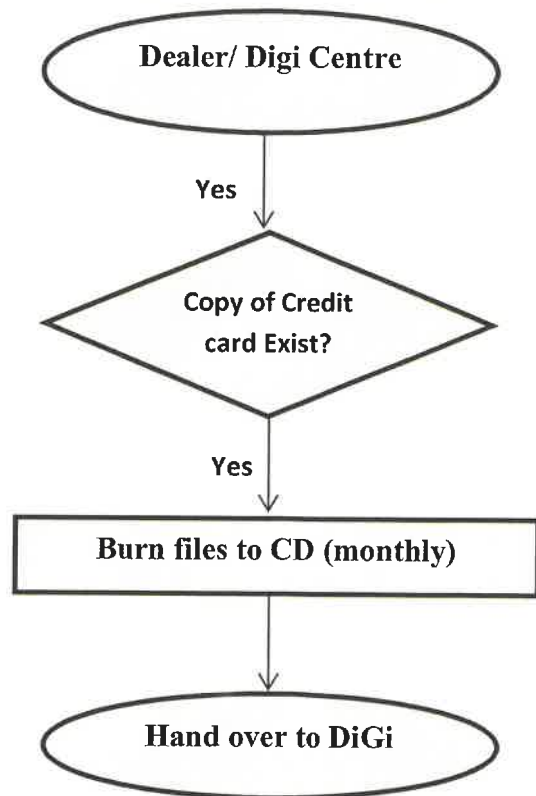 Dealer/ Digi Centre
Yes
Copy of Credit
card Exist?
Yes
Burn files to CD (monthly)
Hand over to DiGi